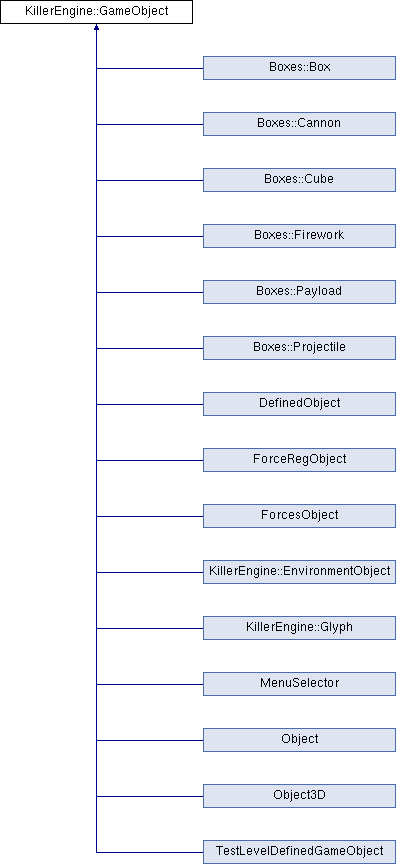 KillerEngine::GameObject
Boxes::Box
Boxes::Cannon
Boxes::Cube
Boxes::Firework
Boxes::Payload
Boxes::Projectile
DefinedObject
ForceRegObject
ForcesObject
KillerEngine::EnvironmentObject
KillerEngine::Glyph
MenuSelector
Object
Object3D
TestLevelDefinedGameObject